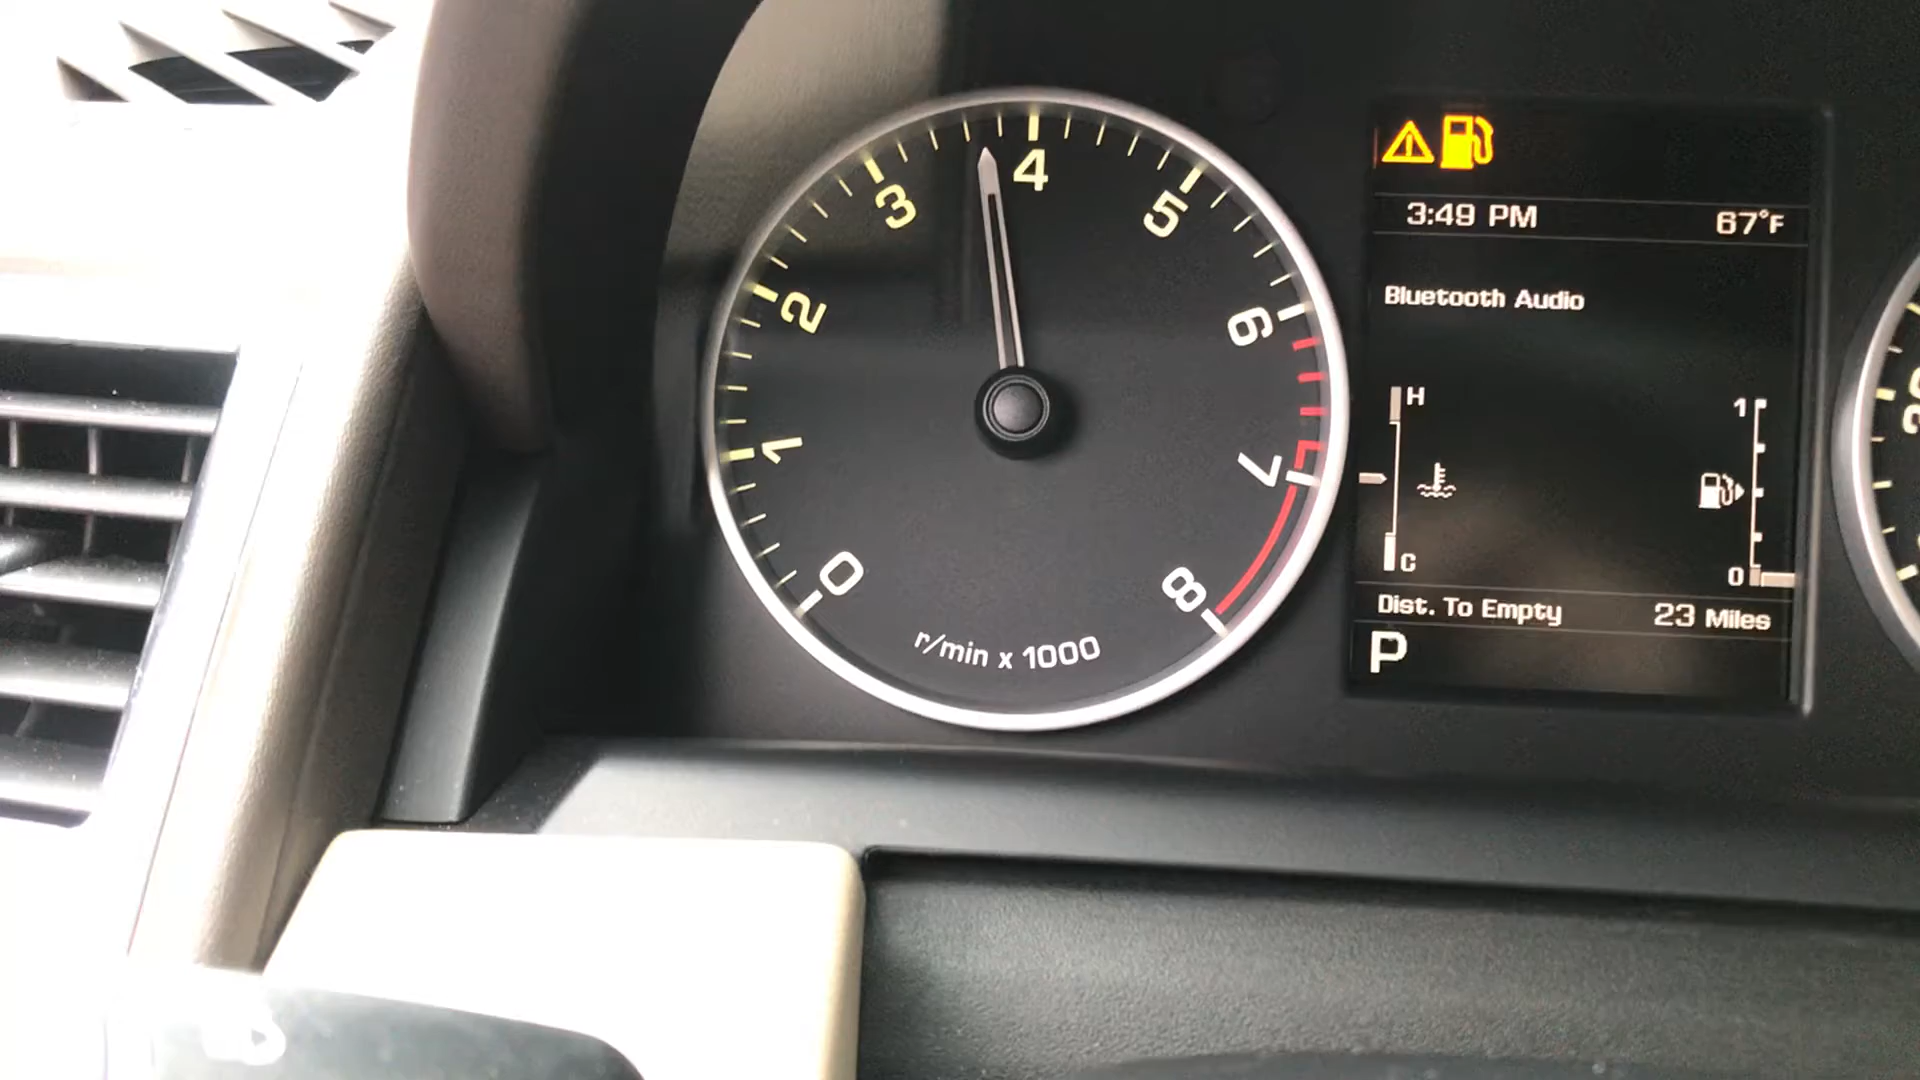 0
1
2
3
4
5
6
7
8
r/min x 1000
3:49 PM 67°F
Bluetooth Audio
H 1
C 0
Dist. To Empty 23 Miles
P